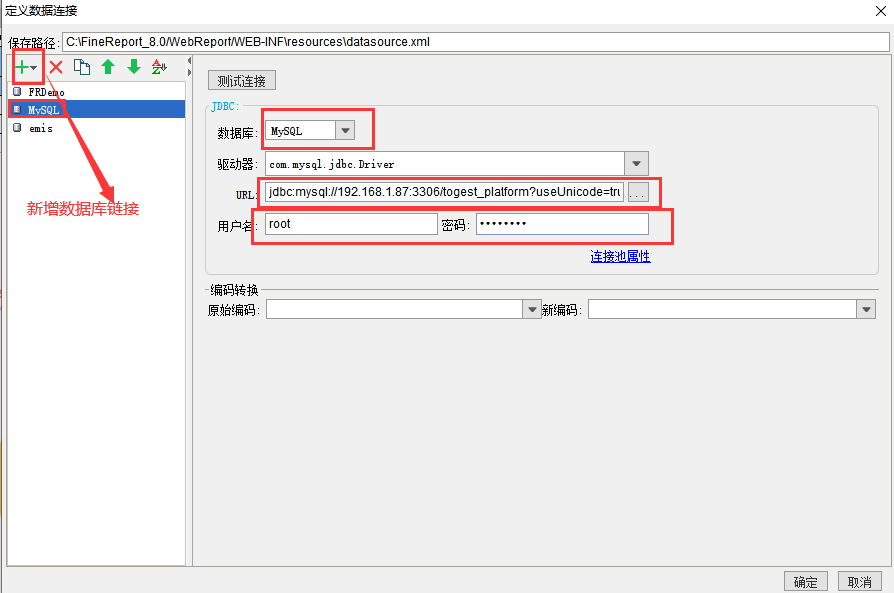 定义数据连接
保存路径: C:\FineReport_8.0/WebReport/WEB-INF\resources\datasource.xml
FRDemo
MySQL
emis
新增数据库链接
测试连接
JDBC:
数据库: MySQL
驱动器: com.mysql.jdbc.Driver
URL: jdbc:mysql://192.168.1.87:3306/togest_platform?useUnicode=tru ...
用户名: root 密码: ••••••••
连接池属性
编码转换
原始编码: 新编码:
确定 取消